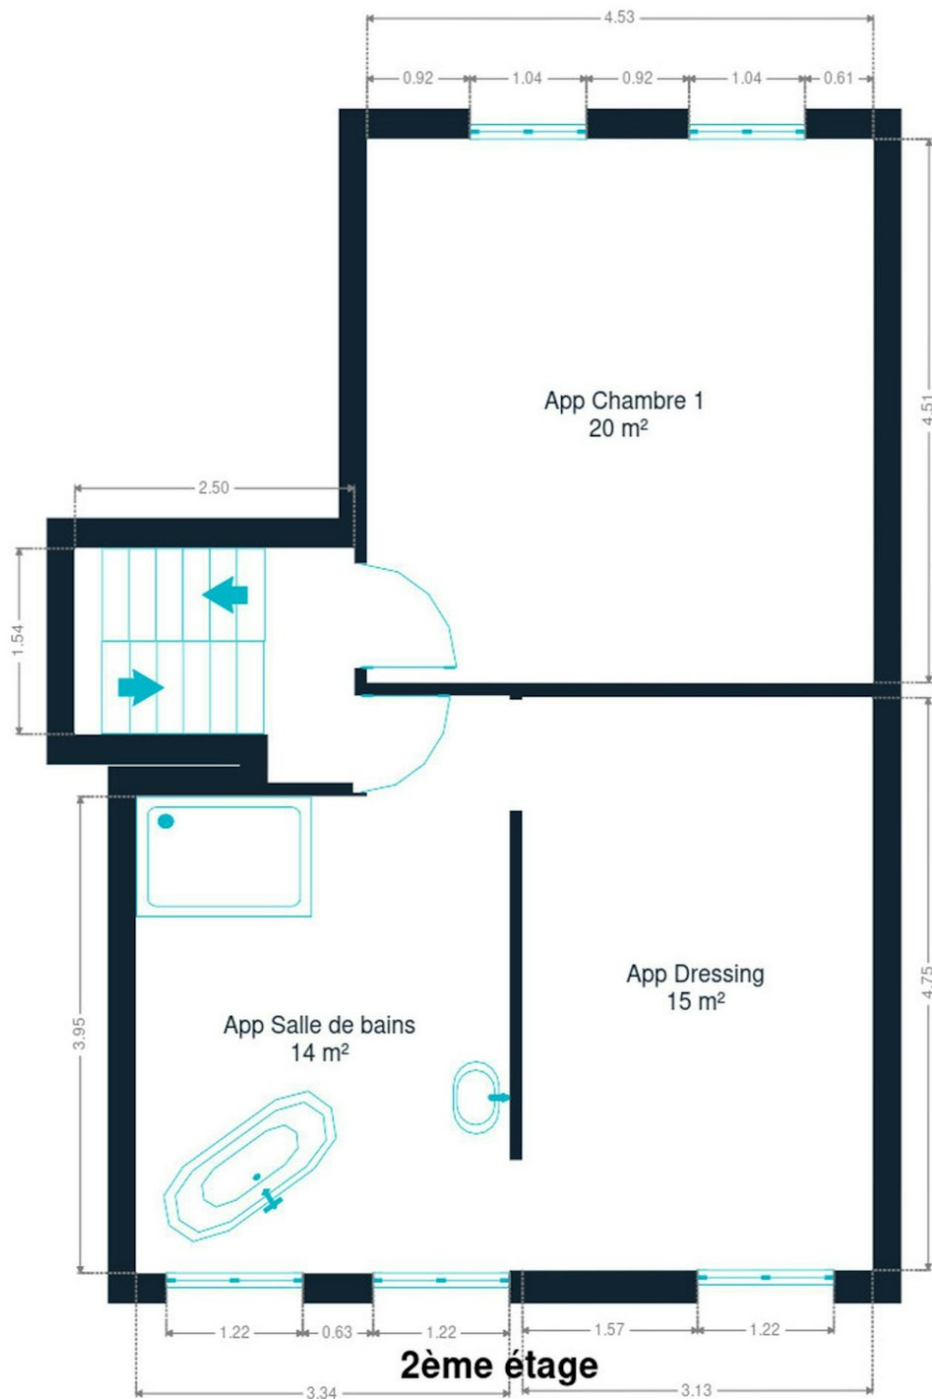 4.53
0.92 1.04 0.92 1.04 0.61
4.51
App Chambre 1
20 m²
2.50
1.54
4.75
App Dressing
15 m²
3.95
App Salle de bains
14 m²
1.22 0.63 1.22 1.57 1.22
2ème étage
3.34 3.13